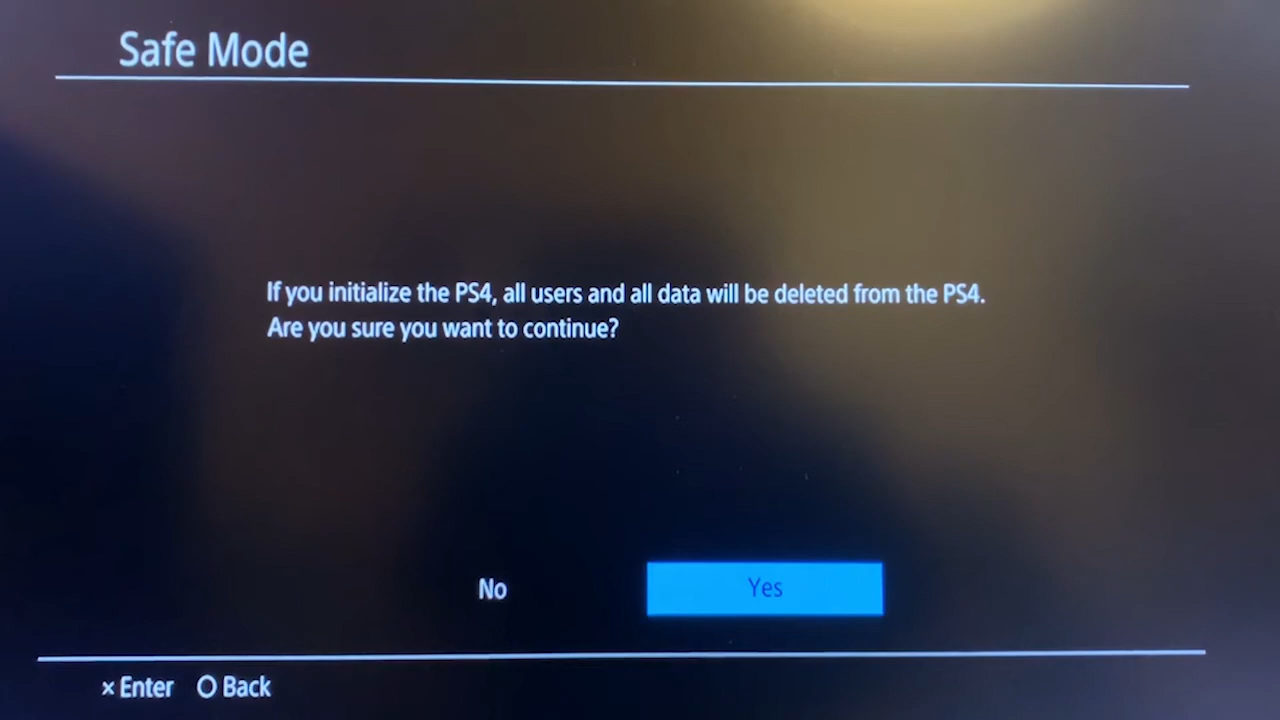 Safe Mode
If you initialize the PS4, all users and all data will be deleted from the PS4.
Are you sure you want to continue?
No Yes
× Enter O Back